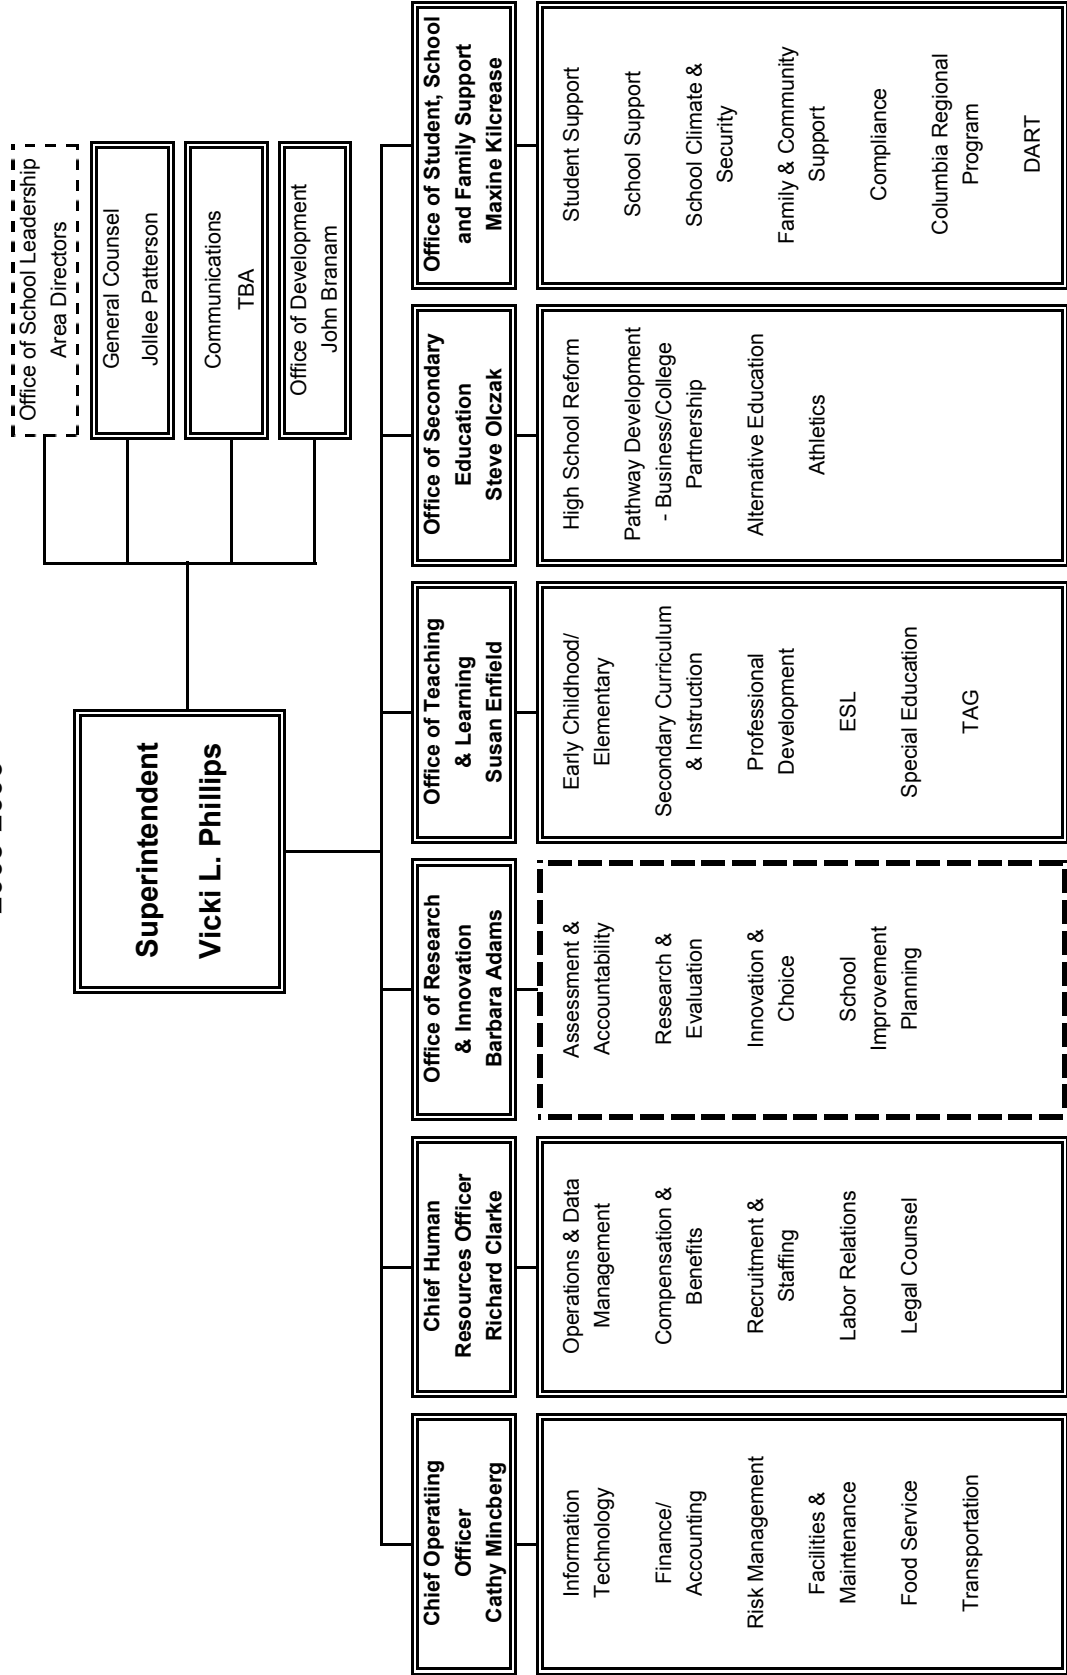 Superintendent
Vicki L. Phillips
Office of School Leadership
Area Directors
General Counsel
Jollee Patterson
Communications
TBA
Office of Development
John Branam
Chief Operatiing
Officer
Cathy Mincberg
Information
Technology
Finance/
Accounting
Risk Management
Facilities &
Maintenance
Food Service
Transportation
Chief Human
Resources Officer
Richard Clarke
Operations & Data
Management
Compensation &
Benefits
Recruitment &
Staffing
Labor Relations
Legal Counsel
Office of Research
& Innovation
Barbara Adams
Assessment &
Accountability
Research &
Evaluation
Innovation &
Choice
School
Improvement
Planning
Office of Teaching
& Learning
Susan Enfield
Early Childhood/
Elementary
Secondary Curriculum
& Instruction
Professional
Development
ESL
Special Education
TAG
Office of Secondary
Education
Steve Olczak
High School Reform
Pathway Development
- Business/College
Partnership
Alternative Education
Athletics
Office of Student, School
and Family Support
Maxine Kilcrease
Student Support
School Support
School Climate &
Security
Family & Community
Support
Compliance
Columbia Regional
Program
DART